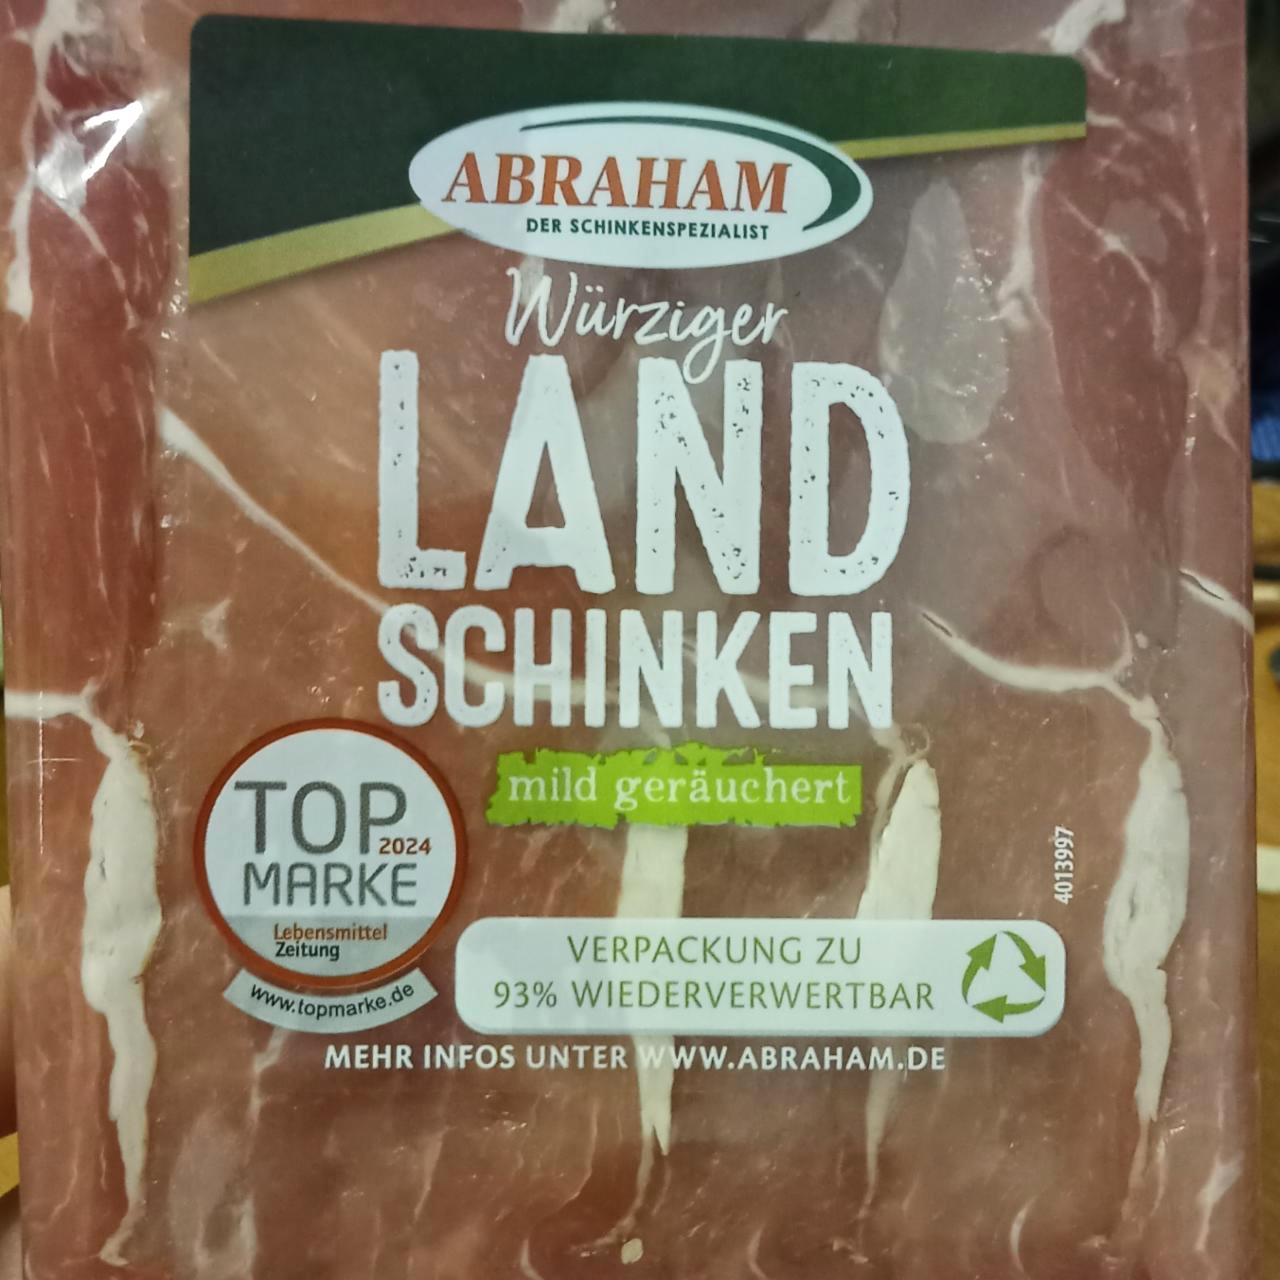 ABRAHAM
DER SCHINKENSPEZIALIST
Würziger
LAND
SCHINKEN
mild geräuchert
TOP
2024
MARKE
Lebensmittel
Zeitung
www.topmarke.de
4013997
VERPACKUNG ZU
93% WIEDERVERWERTBAR
MEHR INFOS UNTER WWW.ABRAHAM.DE